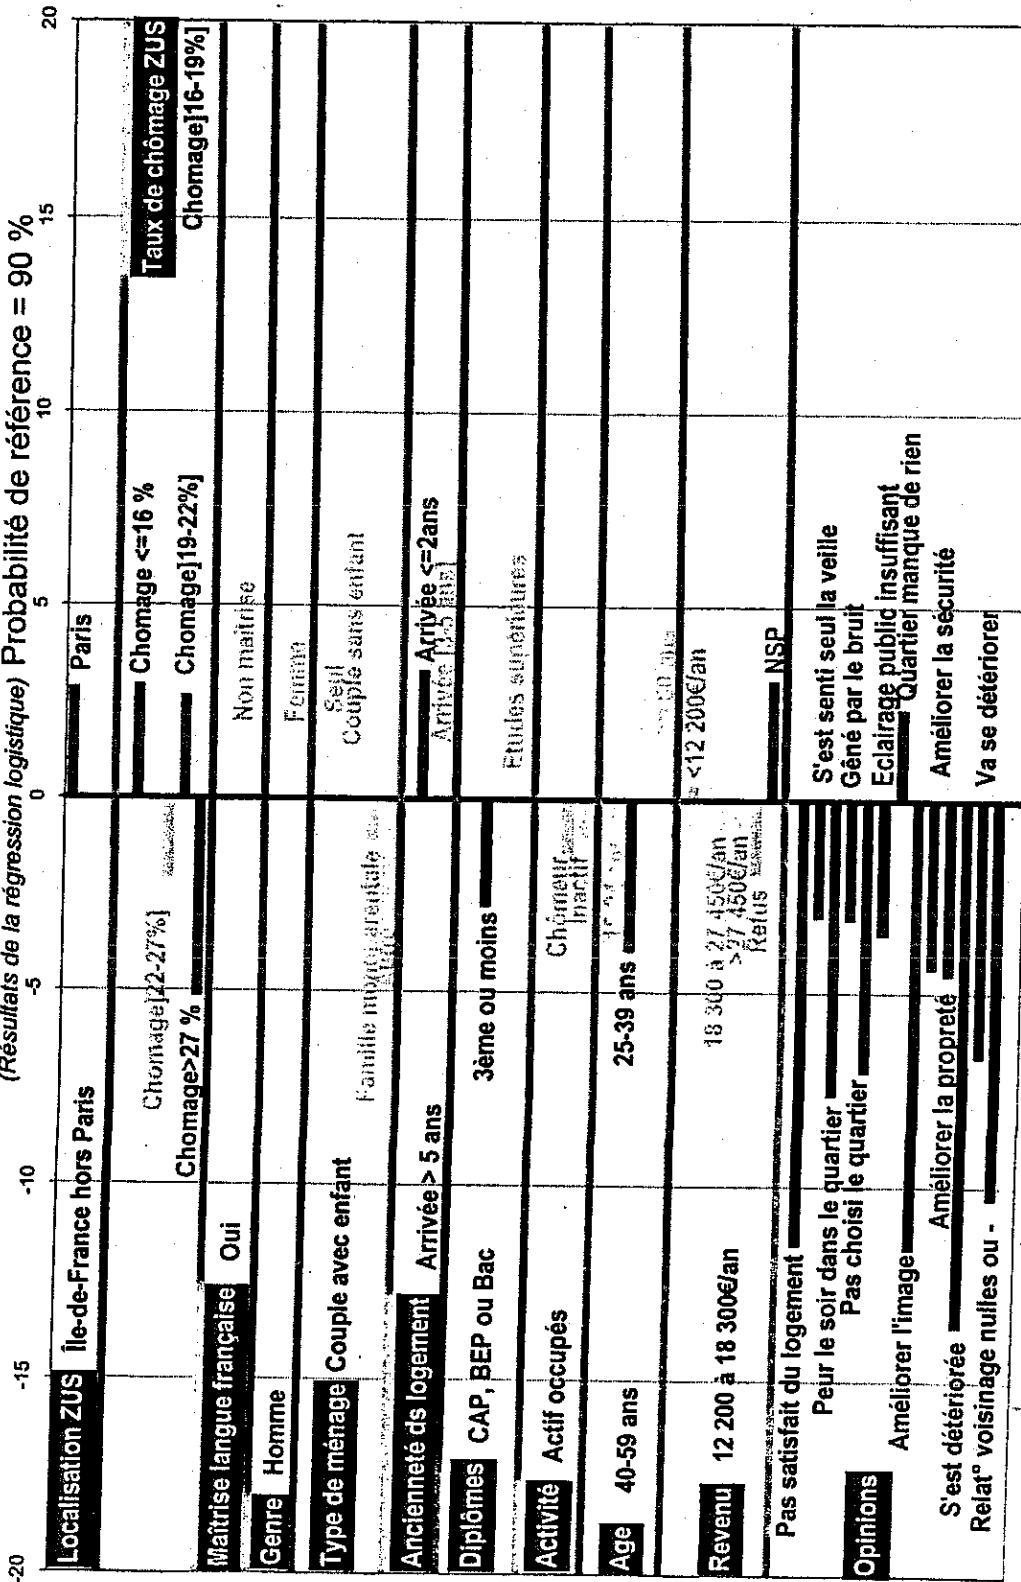 (Résultats de la régression logistique) Probabilité de référence = 90 %
-20 -15 -10 -5 0 5 10 15 20
Localisation ZUS Île-de-France hors Paris
Paris
Taux de chômage ZUS
Chomage]16-19%]
Chomage <=16 %
Chomage]19-22%]
Chomage]22-27%]
Chomage>27 %
Maîtrise langue française Oui
Non maitrise
Genre Homme
Femme
Type de ménage Couple avec enfant
Seul
Couple sans enfant
Famille monoparentale
Ancienneté ds logement Arrivée > 5 ans
Arrivée <=2ans
Diplômes CAP, BEP ou Bac
3ème ou moins
Etudes supérieures
Activité Actif occupés
Chômeur
Inactif
Age 40-59 ans
25-39 ans
Revenu 12 200 à 18 300€/an
<12 200€/an
18 300 à 27 450€/an
>27 450€/an
Refus
NSP
Opinions
Pas satisfait du logement
S'est senti seul la veille
Peur le soir dans le quartier
Gêné par le bruit
Pas choisi le quartier
Eclairage public insuffisant
Quartier manque de rien
Améliorer l'image
Améliorer la sécurité
Améliorer la propreté
S'est détériorée
Va se détériorer
Relat° voisinage nulles ou -